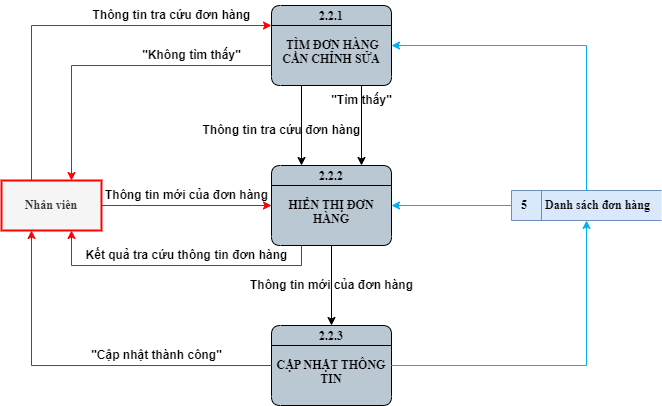 Thông tin tra cứu đơn hàng
2.2.1
TÌM ĐƠN HÀNG
CẦN CHỈNH SỬA
"Không tìm thấy"
"Tìm thấy"
Thông tin tra cứu đơn hàng
2.2.2
HIỂN THỊ ĐƠN
HÀNG
Nhân viên
Thông tin mới của đơn hàng
5
Danh sách đơn hàng
Kết quả tra cứu thông tin đơn hàng
Thông tin mới của đơn hàng
2.2.3
CẬP NHẬT THÔNG
TIN
"Cập nhật thành công"